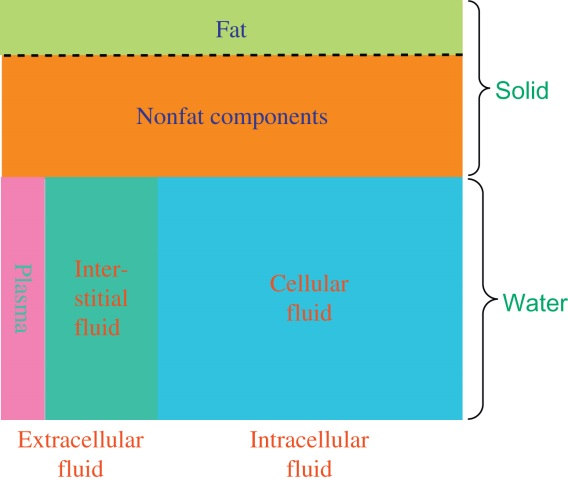 Fat
Solid
Nonfat components
Plasma
Inter-
stitial
fluid
Cellular
fluid
Water
Extracellular
fluid
Intracellular
fluid